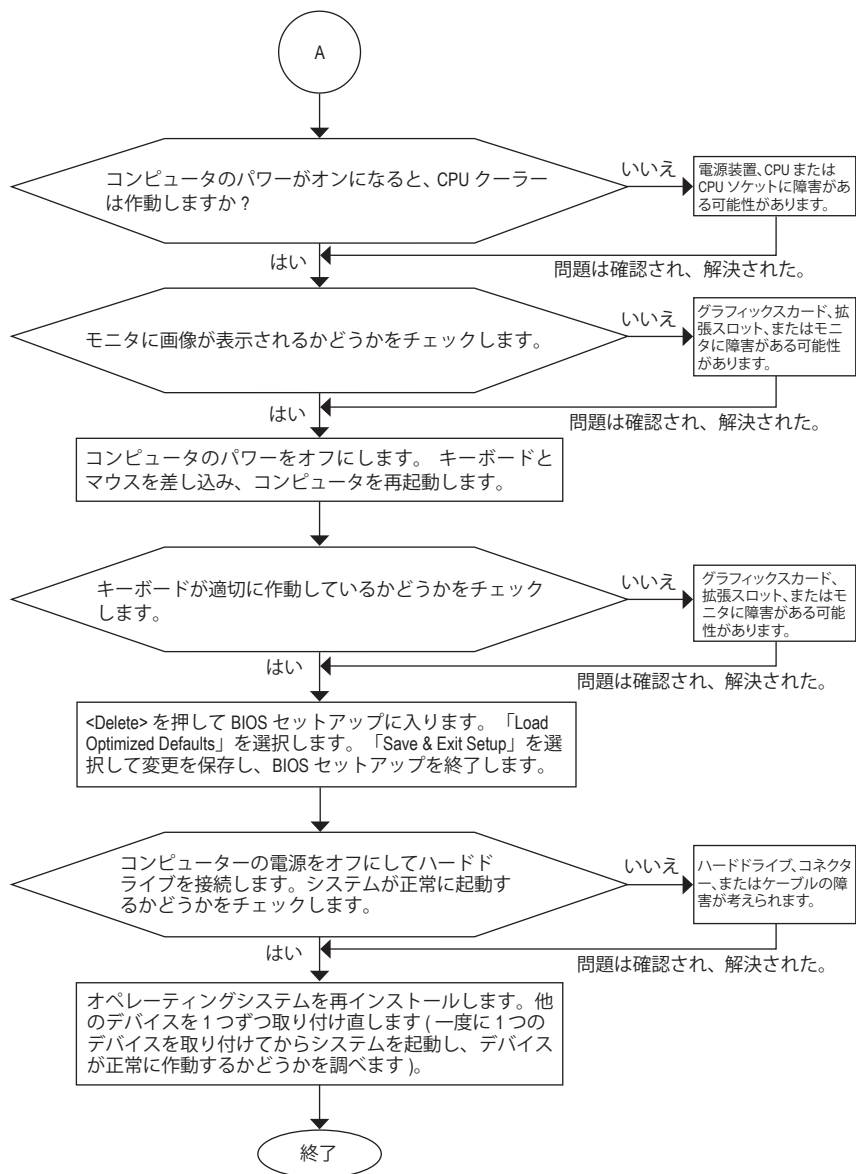 A
コンピュータのパワーがオンになると、CPU クーラー
は作動しますか ?
いいえ
電源装置、CPU または
CPU ソケットに障害があ
る可能性があります。
はい
問題は確認され、解決された。
モニタに画像が表示されるかどうかをチェックします。
いいえ
グラフィックスカード、拡
張スロット、またはモニ
タに障害がある可能性
があります。
はい
問題は確認され、解決された。
コンピュータのパワーをオフにします。 キーボードと
マウスを差し込み、コンピュータを再起動します。
キーボードが適切に作動しているかどうかをチェック
します。
いいえ
グラフィックスカード、
拡張スロット、またはモ
ニタに障害がある可能
性があります。
はい
問題は確認され、解決された。
<Delete> を押して BIOS セットアップに入ります。「Load
Optimized Defaults」を選択します。「Save & Exit Setup」を選
択して変更を保存し、BIOS セットアップを終了します。
コンピューターの電源をオフにしてハードド
ライブを接続します。システムが正常に起動す
るかどうかをチェックします。
いいえ
ハードドライブ、コネクタ
ー、またはケーブルの障
害が考えられます。
はい
問題は確認され、解決された。
オペレーティングシステムを再インストールします。他
のデバイスを 1 つずつ取り付け直します ( 一度に 1 つの
デバイスを取り付けてからシステムを起動し、デバイス
が正常に作動するかどうかを調べます )。
終了